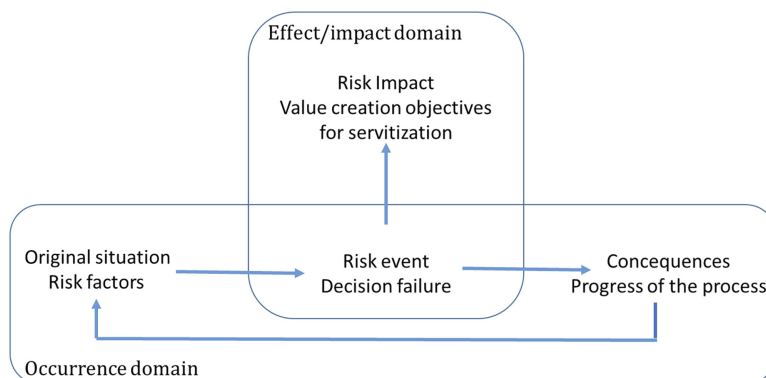 Effect/impact domain
Risk Impact
Value creation objectives
for servitization
Original situation
Risk factors
Risk event
Decision failure
Concequences
Progress of the process
Occurrence domain